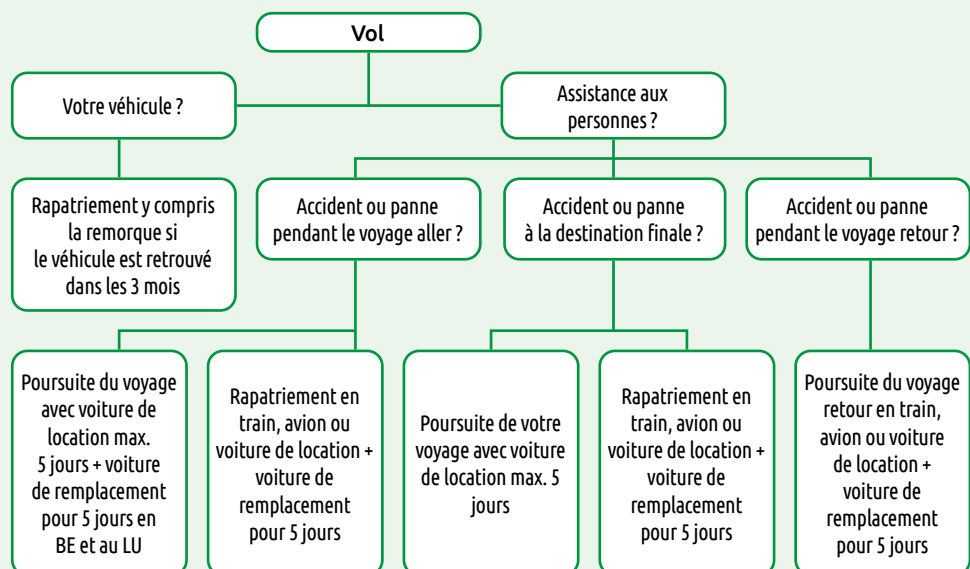 Vol
Votre véhicule ?
Assistance aux
personnes ?
Rapatriement y compris
la remorque si
le véhicule est retrouvé
dans les 3 mois
Accident ou panne
pendant le voyage aller ?
Accident ou panne
à la destination finale ?
Accident ou panne
pendant le voyage retour ?
Poursuite du voyage
avec voiture de
location max.
5 jours + voiture
de remplacement
pour 5 jours en
BE et au LU
Rapatriement en
train, avion ou
voiture de location +
voiture de
remplacement
pour 5 jours
Poursuite de votre
voyage avec voiture
de location max. 5
jours
Rapatriement en
train, avion ou
voiture de location +
voiture de
remplacement
pour 5 jours
Poursuite du voyage
retour en train,
avion ou voiture
de location +
voiture de
remplacement
pour 5 jours